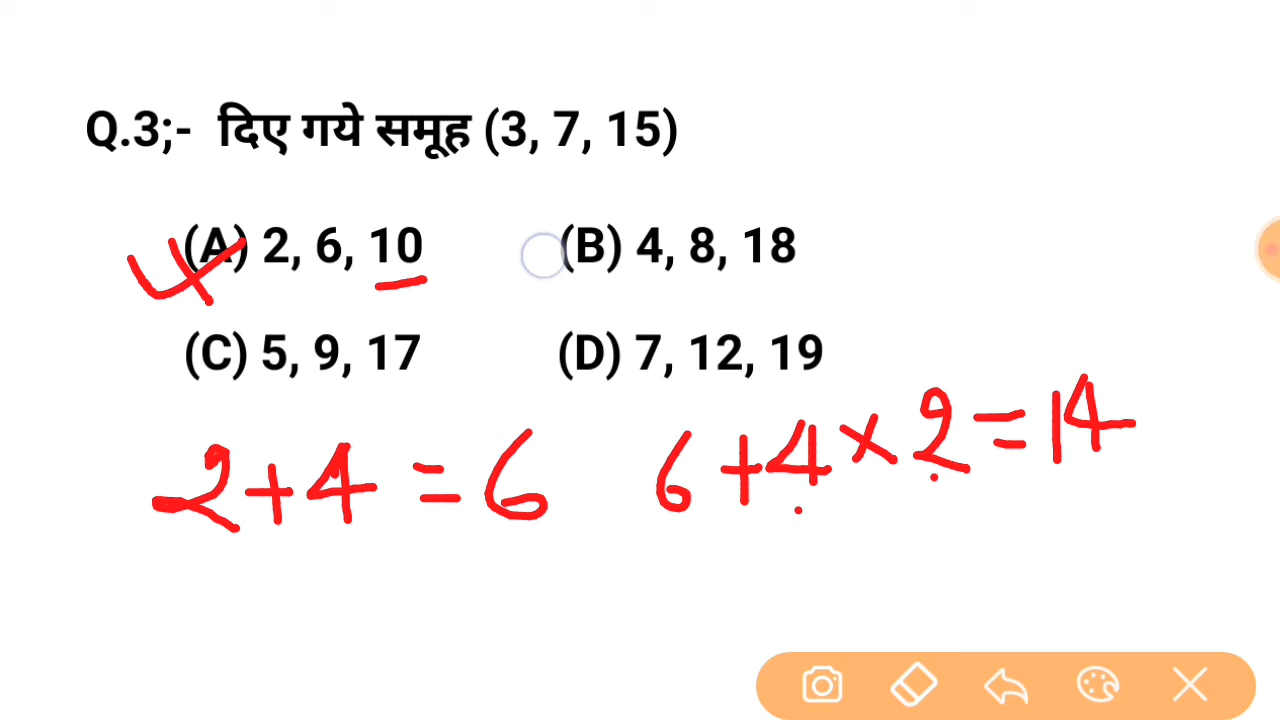 Q.3;- दिए गये समूह (3, 7, 15)
(A) 2, 6, 10 (B) 4, 8, 18
(C) 5, 9, 17 (D) 7, 12, 19
2+4=6 6+4×2=14